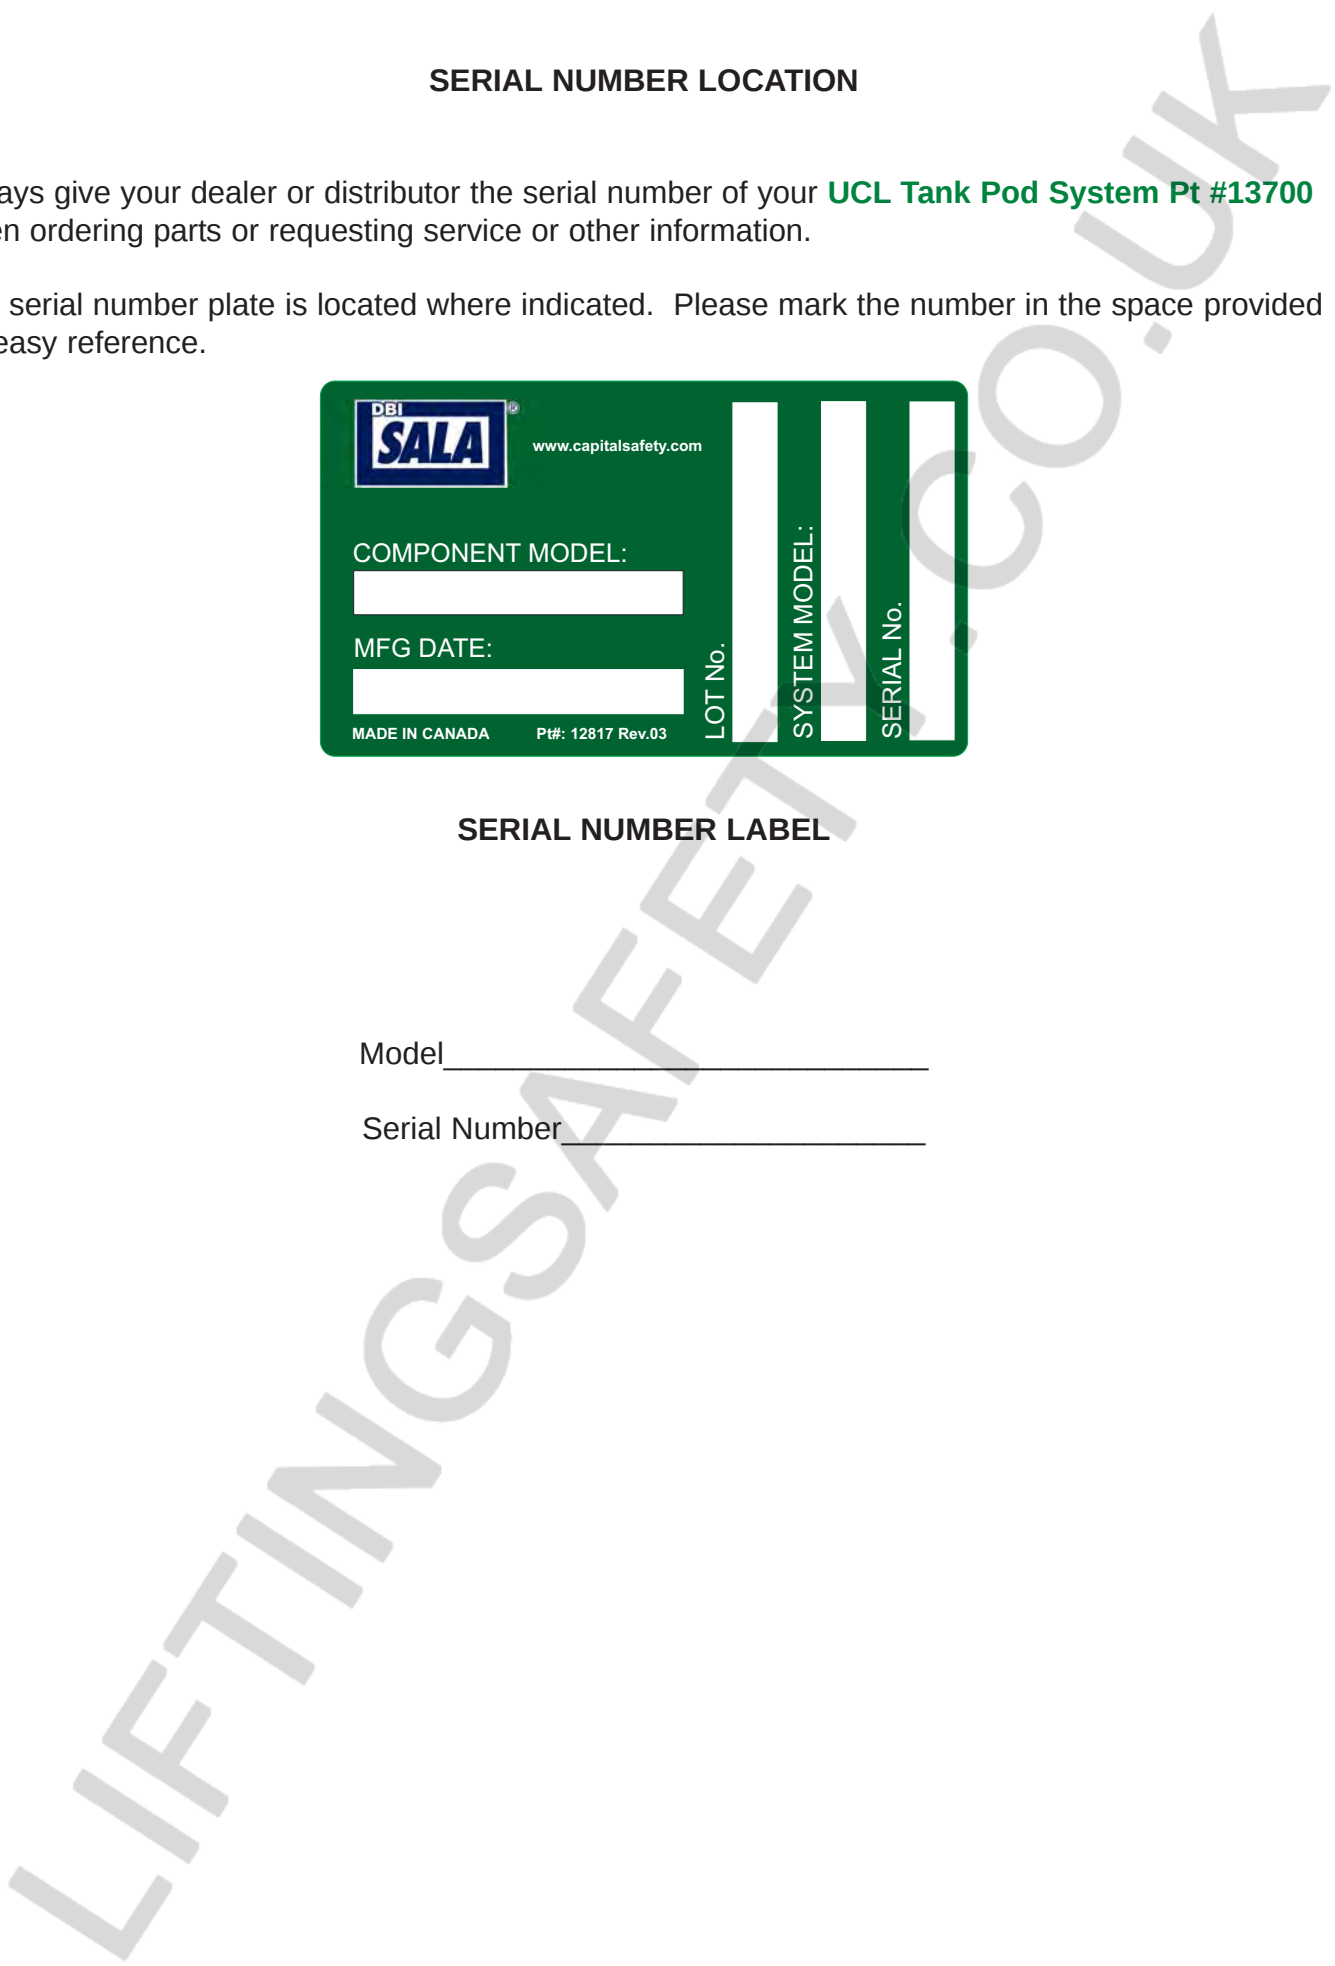 SERIAL NUMBER LOCATION
ays give your dealer or distributor the serial number of your UCL Tank Pod System Pt #13700
en ordering parts or requesting service or other information.
serial number plate is located where indicated. Please mark the number in the space provided
easy reference.
DBI
SALA®
www.capitalsafety.com
COMPONENT MODEL:
MFG DATE:
MADE IN CANADA Pt#: 12817 Rev.03
LOT No.
SYSTEM MODEL:
SERIAL No.
SERIAL NUMBER LABEL
Model____________________________
Serial Number_____________________
LIFTINGSAFETY.CO.UK